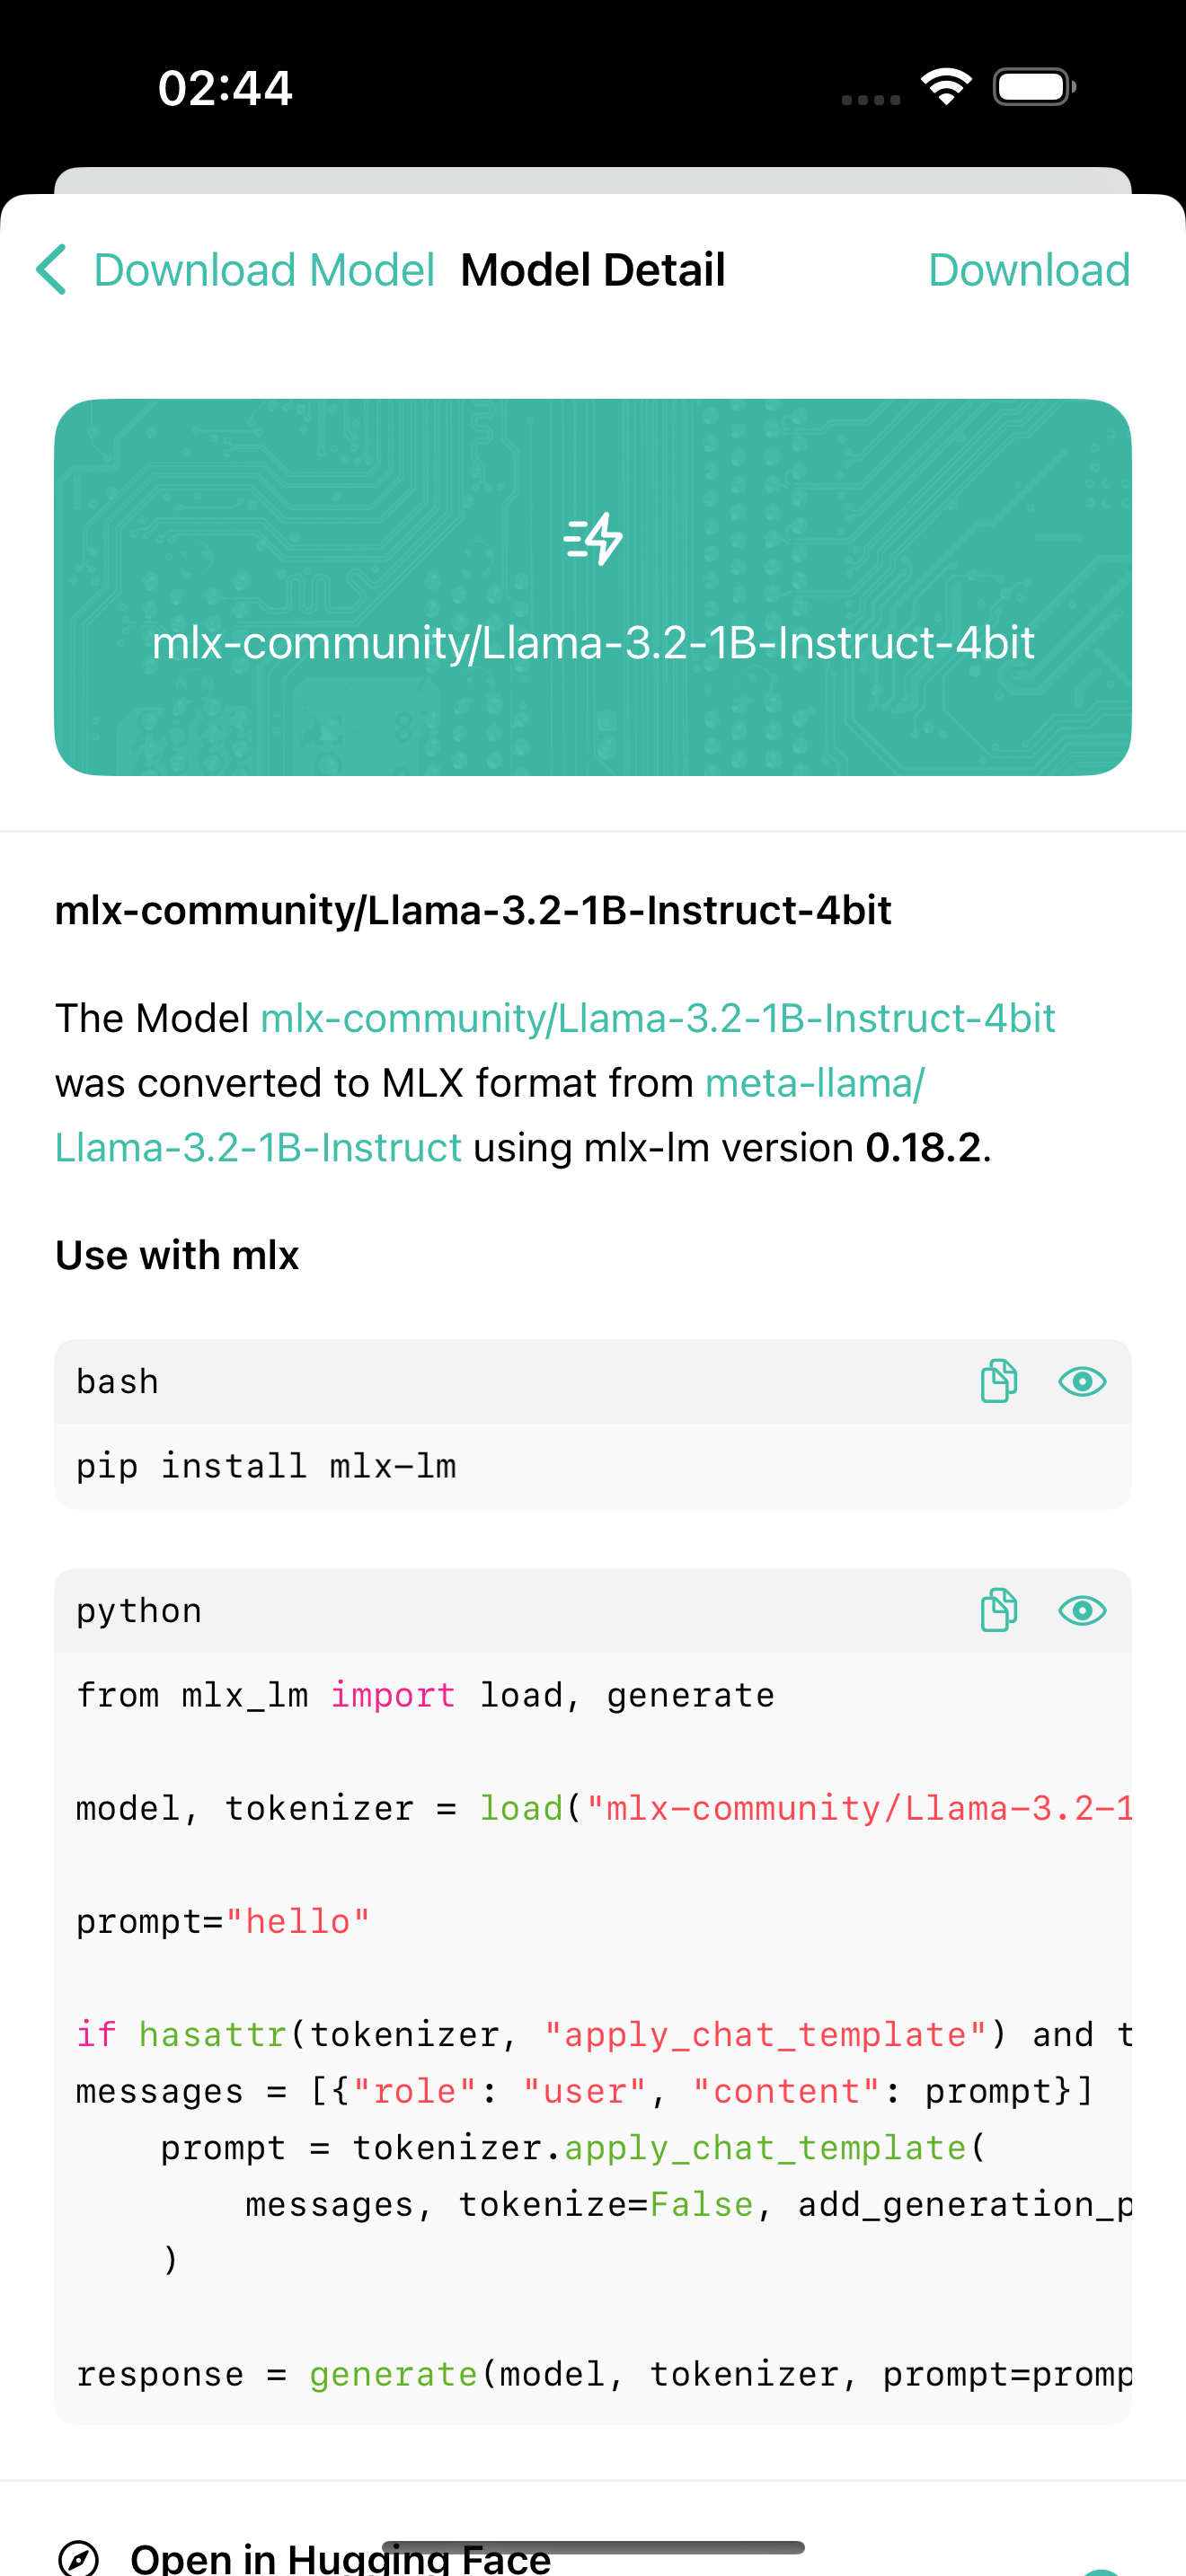 02:44
Download Model Model Detail Download
mlx-community/Llama-3.2-1B-Instruct-4bit
mlx-community/Llama-3.2-1B-Instruct-4bit
The Model mlx-community/Llama-3.2-1B-Instruct-4bit
was converted to MLX format from meta-llama/
Llama-3.2-1B-Instruct using mlx-lm version 0.18.2.
Use with mlx
bash
pip install mlx-lm
python
from mlx_lm import load, generate
model, tokenizer = load("mlx-community/Llama-3.2-1
prompt="hello"
if hasattr(tokenizer, "apply_chat_template") and t
messages = [{"role": "user", "content": prompt}]
    prompt = tokenizer.apply_chat_template(
        messages, tokenize=False, add_generation_p
    )
response = generate(model, tokenizer, prompt=promp
Open in Hugging Face